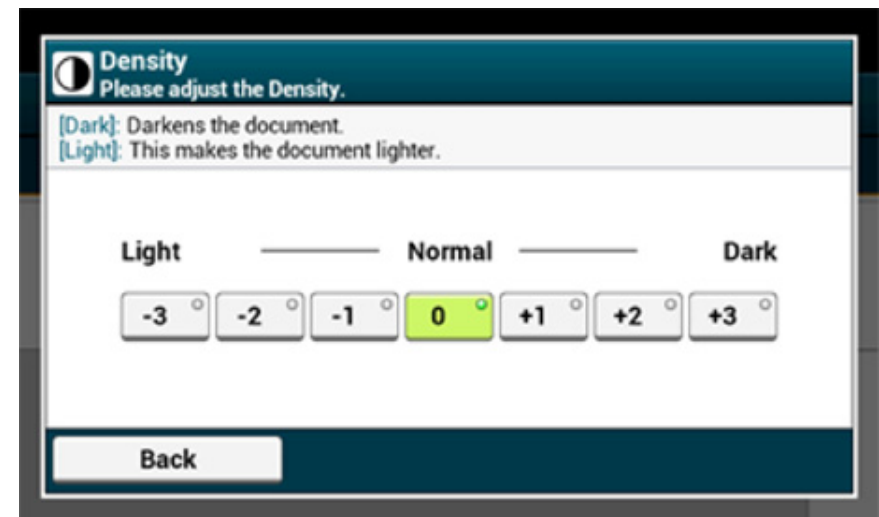 Density
Please adjust the Density.
[Dark]: Darkens the document.
[Light]: This makes the document lighter.
Light Normal Dark
-3 -2 -1 0 +1 +2 +3
Back